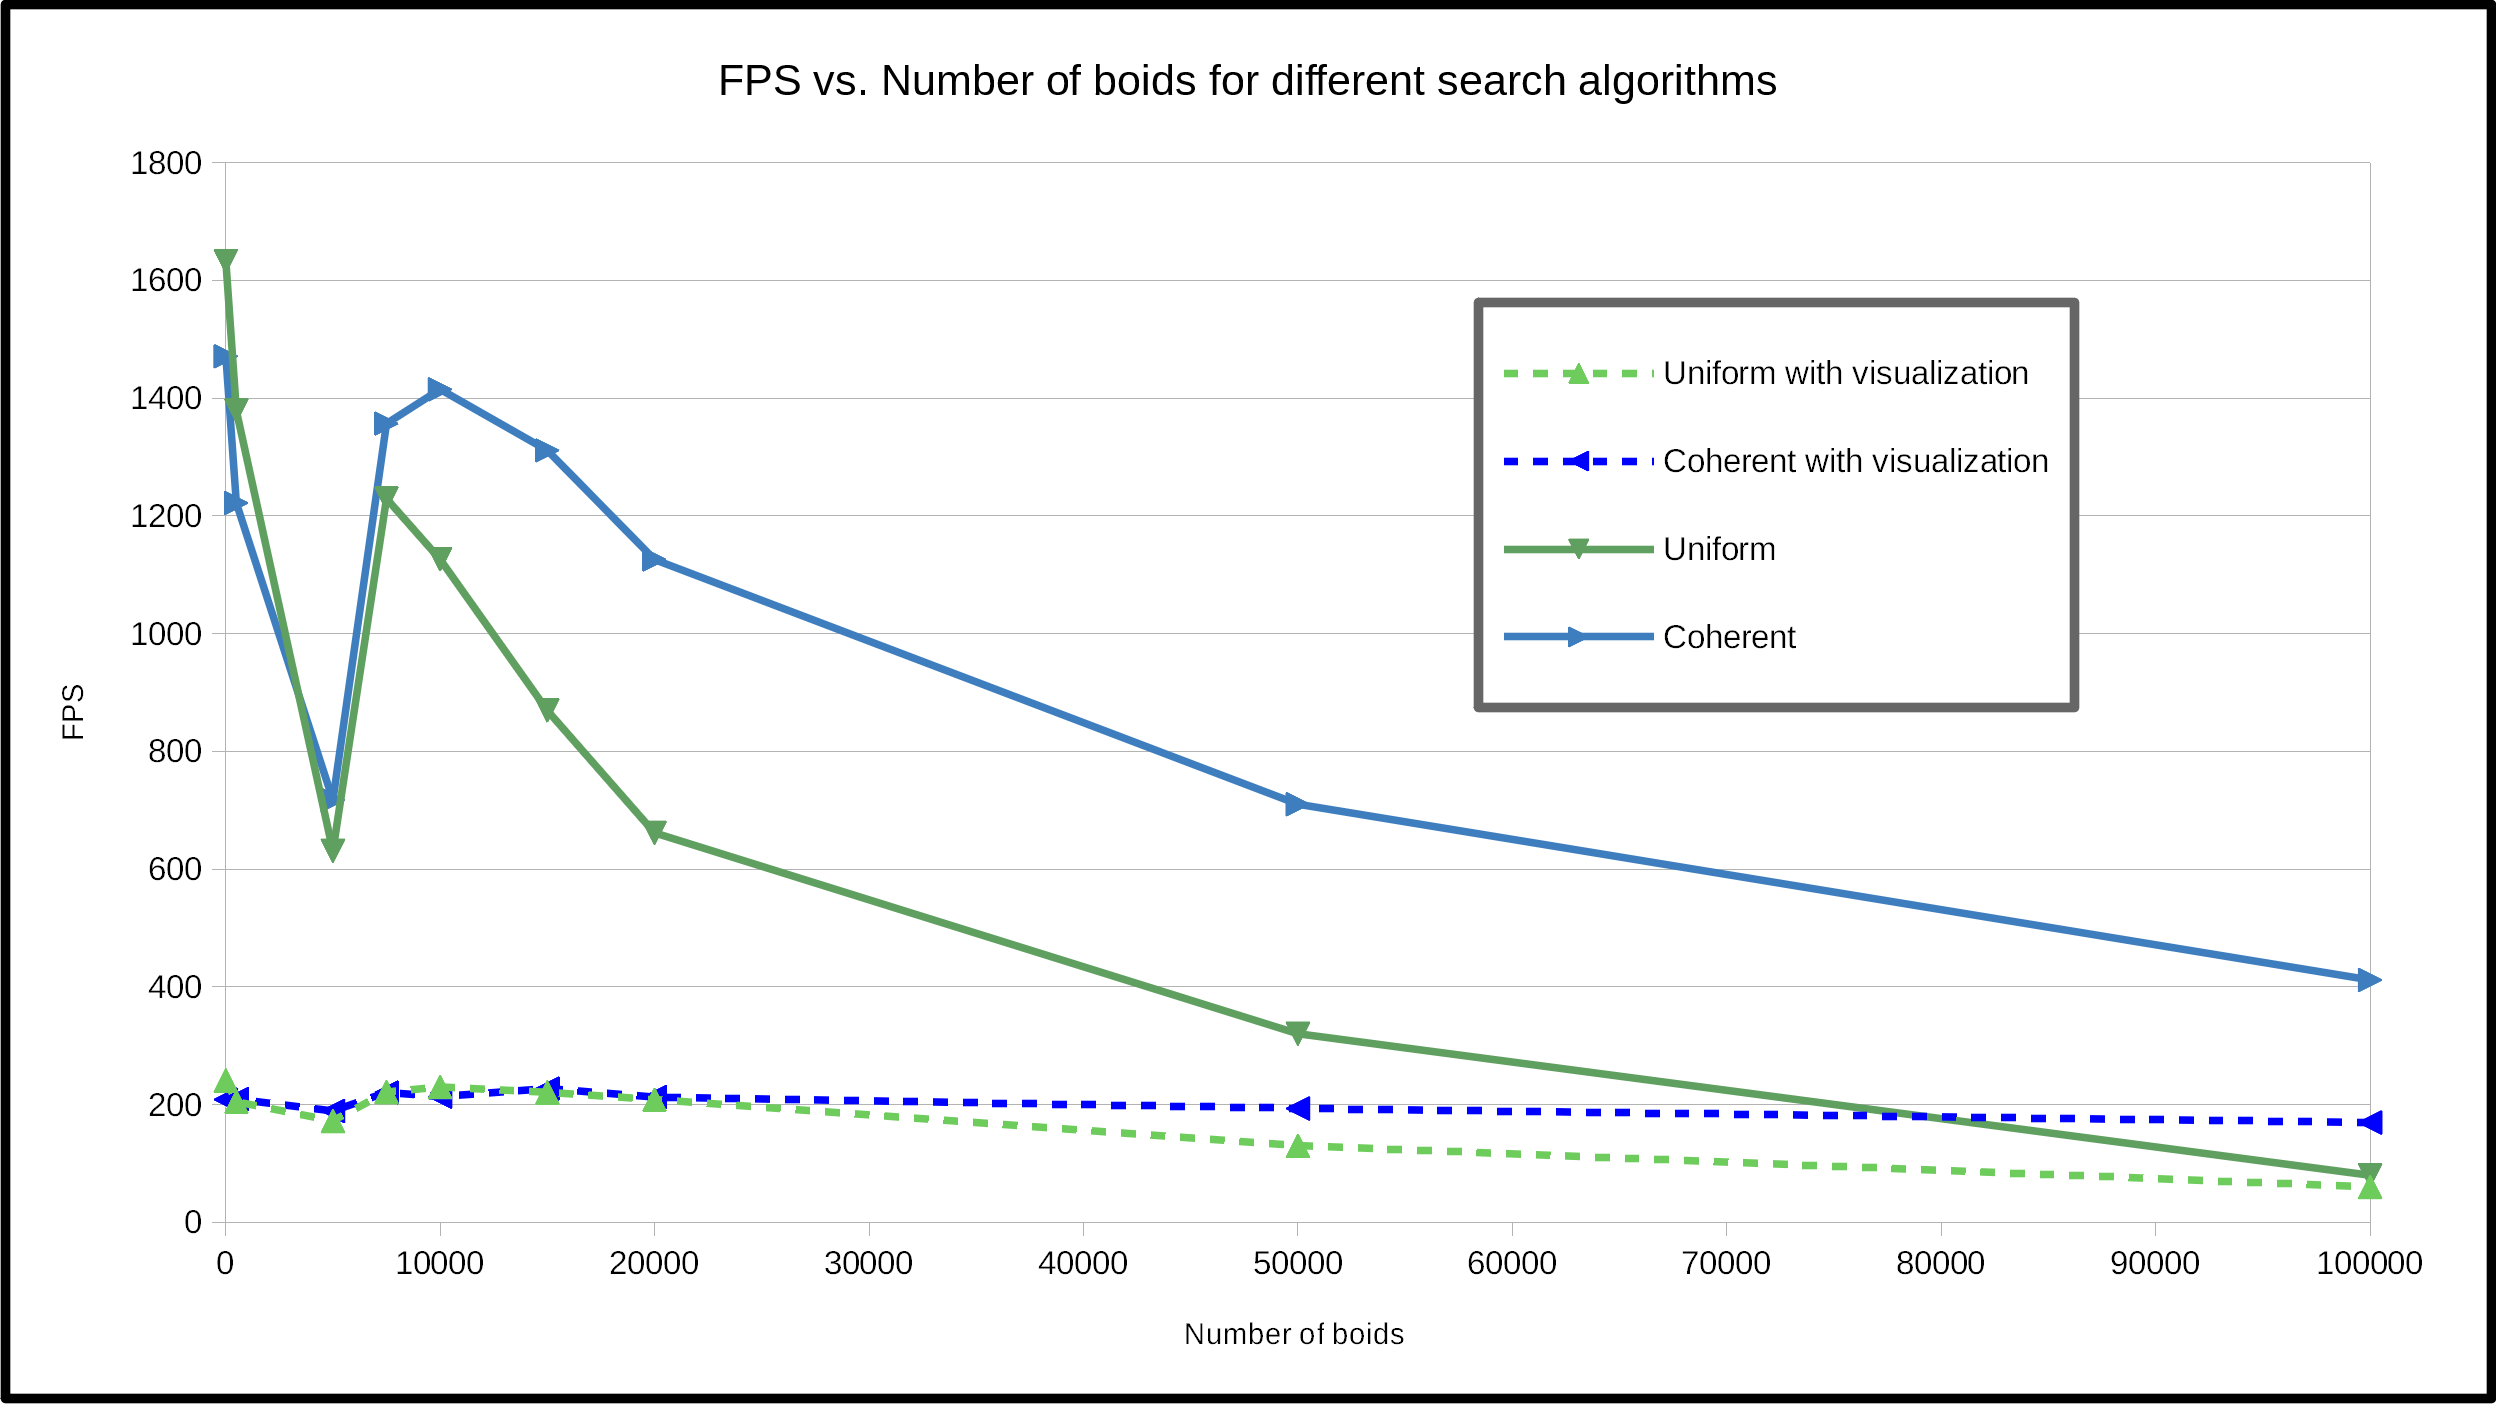 FPS vs. Number of boids for different search algorithms
1800
1600
1400
1200
1000
800
600
400
200
0
FPS
Uniform with visualization
Coherent with visualization
Uniform
Coherent
0 10000 20000 30000 40000 50000 60000 70000 80000 90000 100000
Number of boids